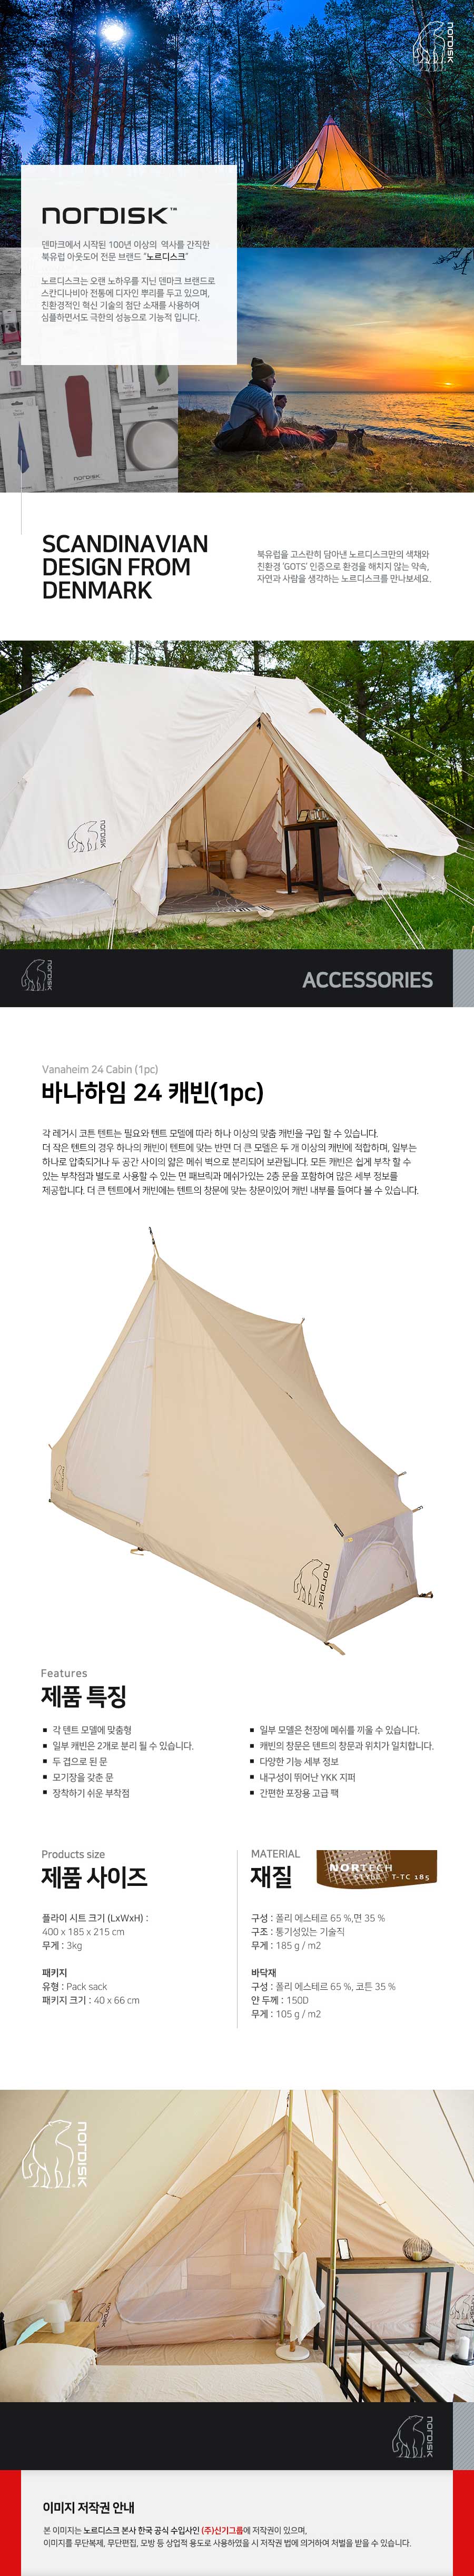 NORDISK
NORDISK™
덴마크에서 시작된 100년 이상의 역사를 간직한
북유럽 아웃도어 전문 브랜드 "노르디스크"
노르디스크는 오랜 노하우를 지닌 덴마크 브랜드로
스칸디나비아 전통에 디자인 뿌리를 두고 있으며,
친환경적인 혁신 기술의 첨단 소재를 사용하여
심플하면서도 극한의 성능으로 기능적 입니다.
NORDISK
SCANDINAVIAN
DESIGN FROM
DENMARK
북유럽을 고스란히 담아낸 노르디스크만의 색채와
친환경 'GOTS' 인증으로 환경을 해치지 않는 약속,
자연과 사람을 생각하는 노르디스크를 만나보세요.
NORDISK
NORDISK
ACCESSORIES
Vanaheim 24 Cabin (1pc)
바나하임 24 캐빈(1pc)
각 레거시 코튼 텐트는 필요와 텐트 모델에 따라 하나 이상의 맞춤 캐빈을 구입 할 수 있습니다.
더 작은 텐트의 경우 하나의 캐빈이 텐트에 맞는 반면 더 큰 모델은 두 개 이상의 캐빈에 적합하며, 일부는
하나로 압축되거나 두 공간 사이의 얇은 메쉬 벽으로 분리되어 보관됩니다. 모든 캐빈은 쉽게 부착 할 수
있는 부착점과 별도로 사용할 수 있는 면 패브릭과 메쉬가있는 2층 문을 포함하여 많은 세부 정보를
제공합니다. 더 큰 텐트에서 캐빈에는 텐트의 창문에 맞는 창문이있어 캐빈 내부를 들여다 볼 수 있습니다.
NORDISK
Features
제품 특징
■ 각 텐트 모델에 맞춤형
■ 일부 캐빈은 2개로 분리 될 수 있습니다.
■ 두 겹으로 된 문
■ 모기장을 갖춘 문
■ 장착하기 쉬운 부착점
■ 일부 모델은 천장에 메쉬를 끼울 수 있습니다.
■ 캐빈의 창문은 텐트의 창문과 위치가 일치합니다.
■ 다양한 기능 세부 정보
■ 내구성이 뛰어난 YKK 지퍼
■ 간편한 포장용 고급 팩
Products size
제품 사이즈
플라이 시트 크기 (LxWxH) :
400 x 185 x 215 cm
무게 : 3kg
패키지
유형 : Pack sack
패키지 크기 : 40 x 66 cm
MATERIAL
재질
NORTECH
STYLE T-TC 185
구성 : 폴리 에스테르 65 %,면 35 %
구조 : 통기성있는 기술직
무게 : 185 g / m2
바닥재
구성 : 폴리 에스테르 65 %, 코튼 35 %
얀 두께 : 150D
무게 : 105 g / m2
NORDISK
NORDISK
NORDISK
이미지 저작권 안내
본 이미지는 노르디스크 본사 한국 공식 수입사인 (주)신기그룹에 저작권이 있으며,
이미지를 무단복제, 무단편집, 모방 등 상업적 용도로 사용하였을 시 저작권 법에 의거하여 처벌을 받을 수 있습니다.